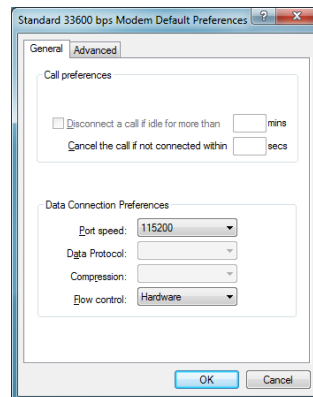 Standard 33600 bps Modem Default Preferences
General Advanced
Call preferences
Disconnect a call if idle for more than mins
Cancel the call if not connected within secs
Data Connection Preferences
Port speed: 115200
Data Protocol:
Compression:
Flow control: Hardware
OK Cancel